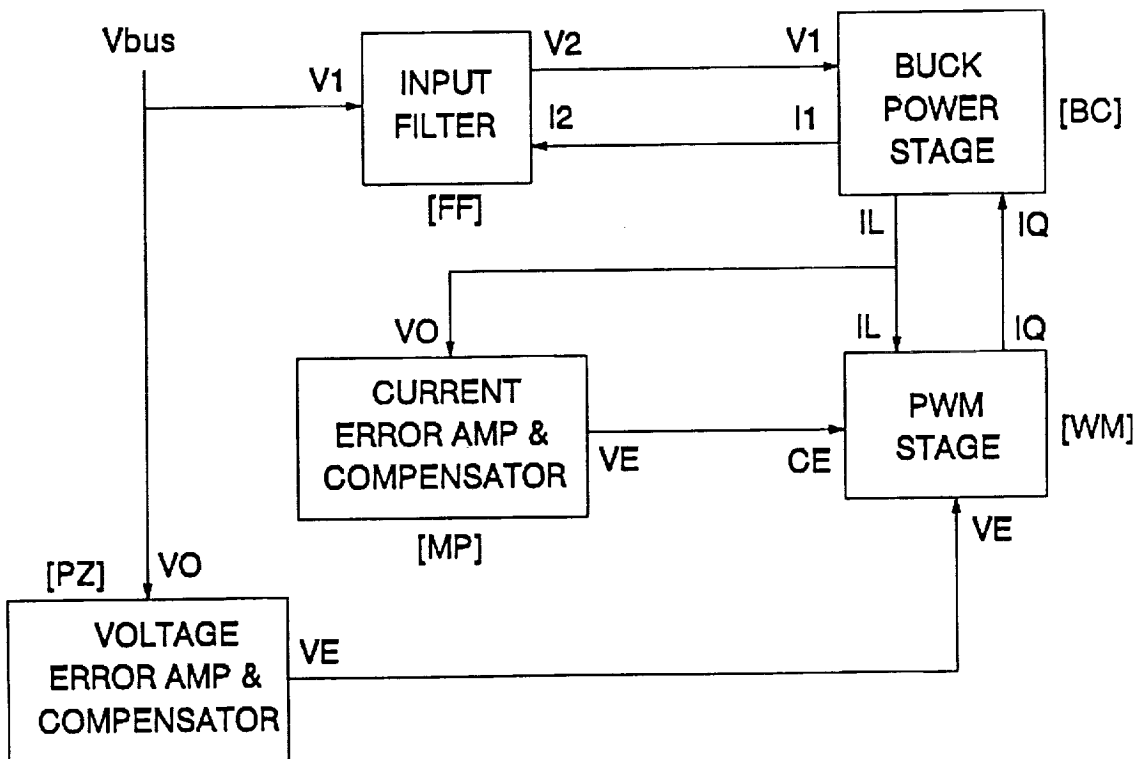 Vbus
V1
INPUT
FILTER
[FF]
V2
I2
V1
I1
BUCK
POWER
STAGE
[BC]
IL
IQ
VO
IL
IQ
CURRENT
ERROR AMP &
COMPENSATOR
[MP]
VE
CE
PWM
STAGE
[WM]
VE
[PZ]
VO
VOLTAGE
ERROR AMP &
COMPENSATOR
VE